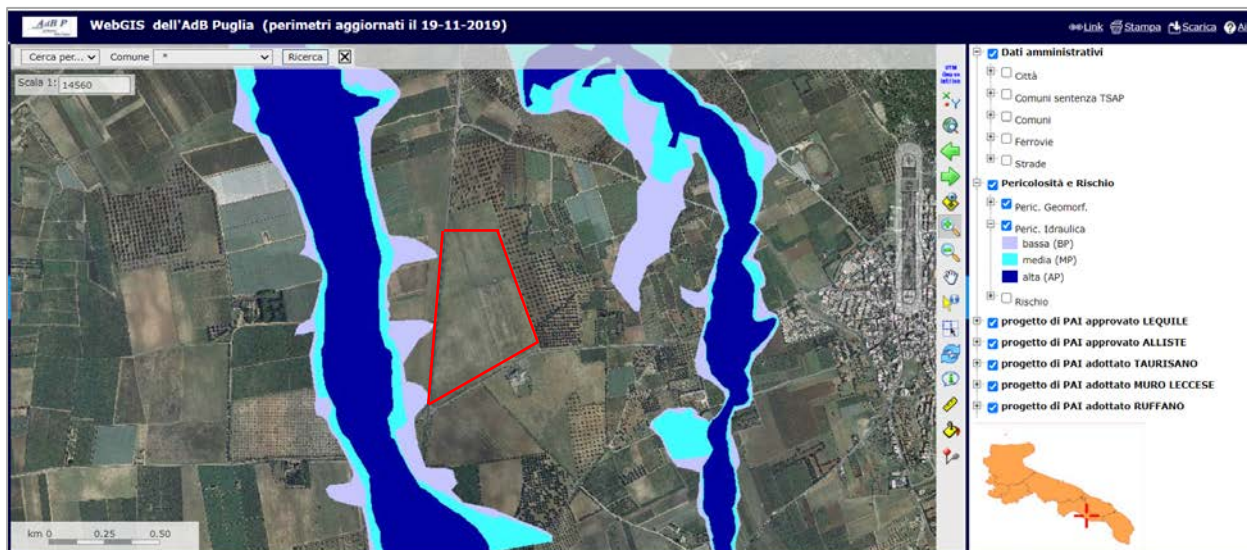 AdB P
WebGIS dell'AdB Puglia (perimetri aggiornati il 19-11-2019)
Link Stampa Scarica Ai
Cerca per... Comune * Ricerca
Scala 1: 14560
Dati amministrativi
Città
Comuni sentenza TSAP
Comuni
Ferrovie
Strade
Pericolosità e Rischio
Peric. Geomorf.
Peric. Idraulica
bassa (BP)
media (MP)
alta (AP)
Rischio
progetto di PAI approvato LEQUILE
progetto di PAI approvato ALLISTE
progetto di PAI adottato TAURISANO
progetto di PAI adottato MURO LECCESE
progetto di PAI adottato RUFFANO
km 0 0.25 0.50